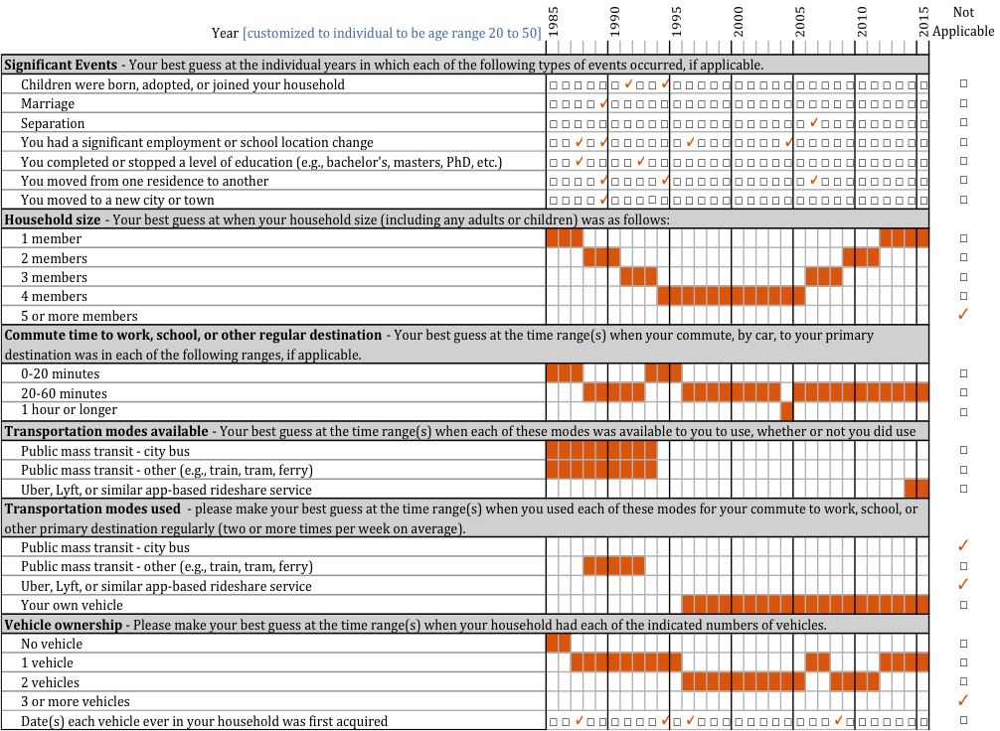 1985 1990 1995 2000 2005 2010 2015 Not
Year [customized to individual to be age range 20 to 50] Applicable
Significant Events - Your best guess at the individual years in which each of the following types of events occurred, if applicable.
Children were born, adopted, or joined your household
Marriage
Separation
You had a significant employment or school location change
You completed or stopped a level of education (e.g., bachelor's, masters, PhD, etc.)
You moved from one residence to another
You moved to a new city or town
Household size - Your best guess at when your household size (including any adults or children) was as follows:
1 member
2 members
3 members
4 members
5 or more members
Commute time to work, school, or other regular destination - Your best guess at the time range(s) when your commute, by car, to your primary
destination was in each of the following ranges, if applicable.
0-20 minutes
20-60 minutes
1 hour or longer
Transportation modes available - Your best guess at the time range(s) when each of these modes was available to you to use, whether or not you did use
Public mass transit - city bus
Public mass transit - other (e.g., train, tram, ferry)
Uber, Lyft, or similar app-based rideshare service
Transportation modes used - please make your best guess at the time range(s) when you used each of these modes for your commute to work, school, or
other primary destination regularly (two or more times per week on average).
Public mass transit - city bus
Public mass transit - other (e.g., train, tram, ferry)
Uber, Lyft, or similar app-based rideshare service
Your own vehicle
Vehicle ownership - Please make your best guess at the time range(s) when your household had each of the indicated numbers of vehicles.
No vehicle
1 vehicle
2 vehicles
3 or more vehicles
Date(s) each vehicle ever in your household was first acquired